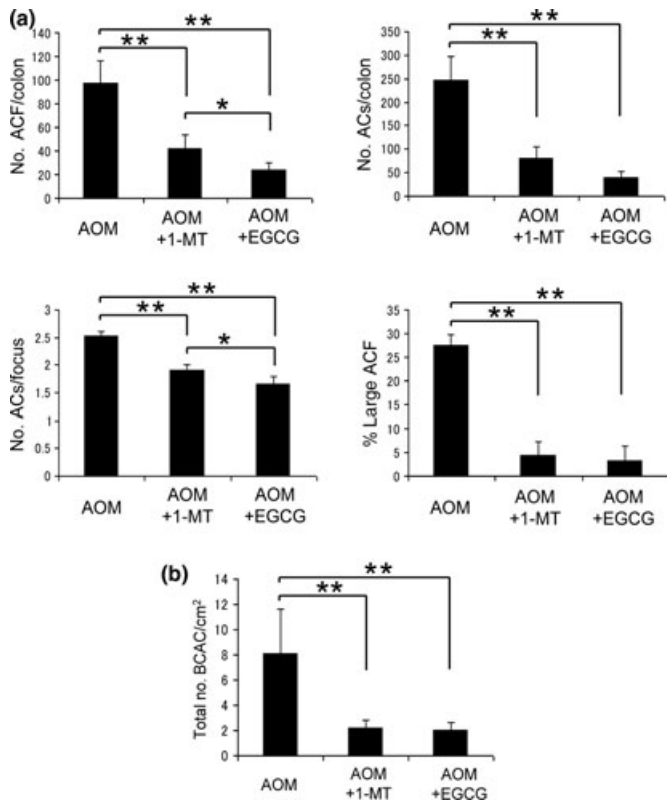 (a)
No. ACF/colon
140
120
100
80
60
40
20
0
**
**
*
AOM
AOM
+1-MT
AOM
+EGCG
No. ACs/colon
350
300
250
200
150
100
50
0
**
**
AOM
AOM
+1-MT
AOM
+EGCG
No. ACs/focus
3
2.5
2
1.5
1
0.5
0
**
**
*
AOM
AOM
+1-MT
AOM
+EGCG
% Large ACF
35
30
25
20
15
10
5
0
**
**
AOM
AOM
+1-MT
AOM
+EGCG
(b)
Total no. BCAC/cm²
14
12
10
8
6
4
2
0
**
**
AOM
AOM
+1-MT
AOM
+EGCG